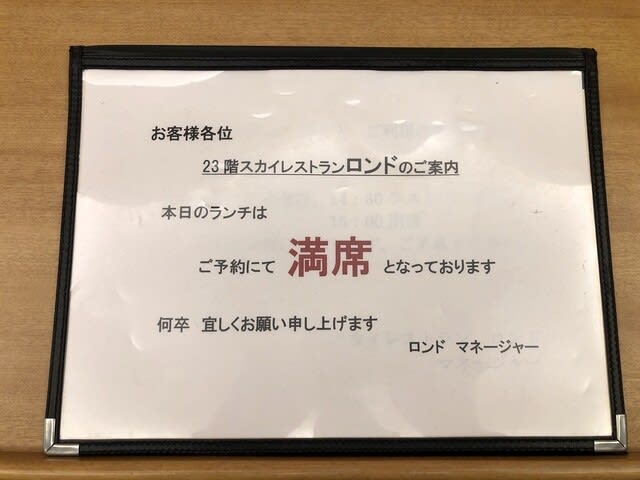 お客様各位
23階スカイレストランロンドのご案内
本日のランチは
ご予約にて 満席 となっております
何卒 宜しくお願い申し上げます
ロンド マネージャー